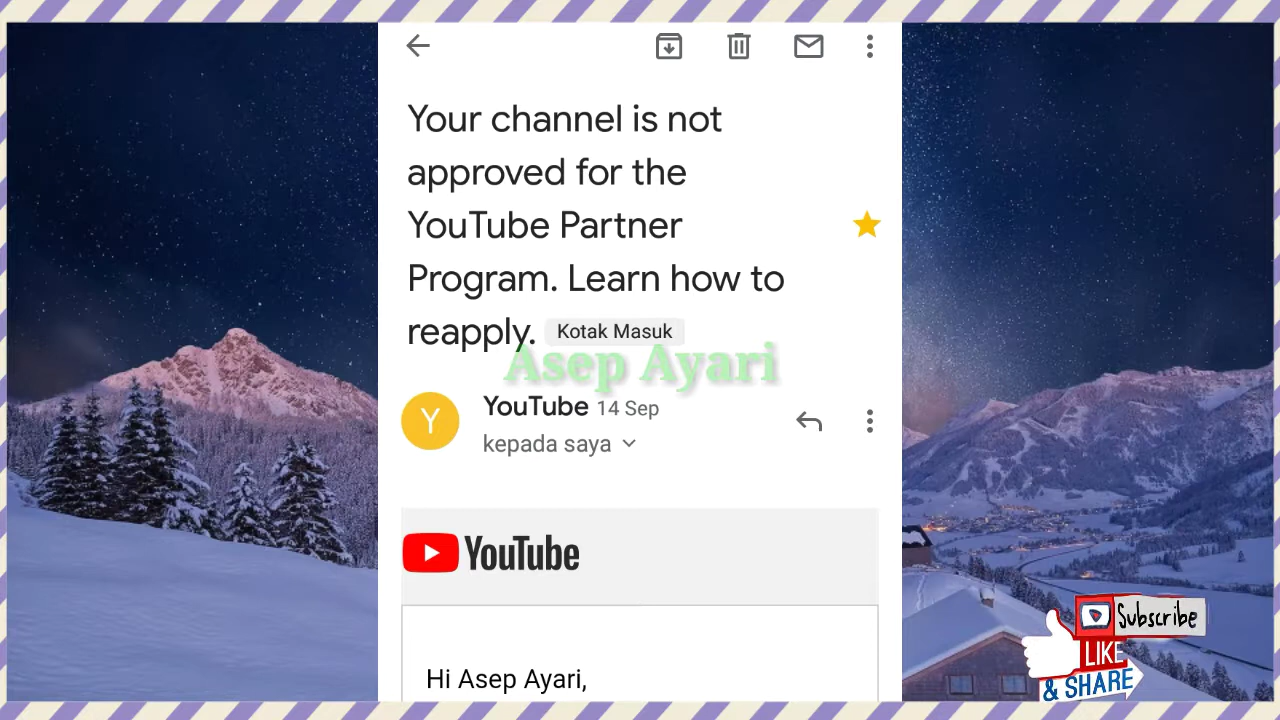 Your channel is not
approved for the
YouTube Partner
Program. Learn how to
reapply. Kotak Masuk
Asep Ayari
Y
YouTube 14 Sep
kepada saya
YouTube
Hi Asep Ayari,
Subscribe
LIKE
& SHARE